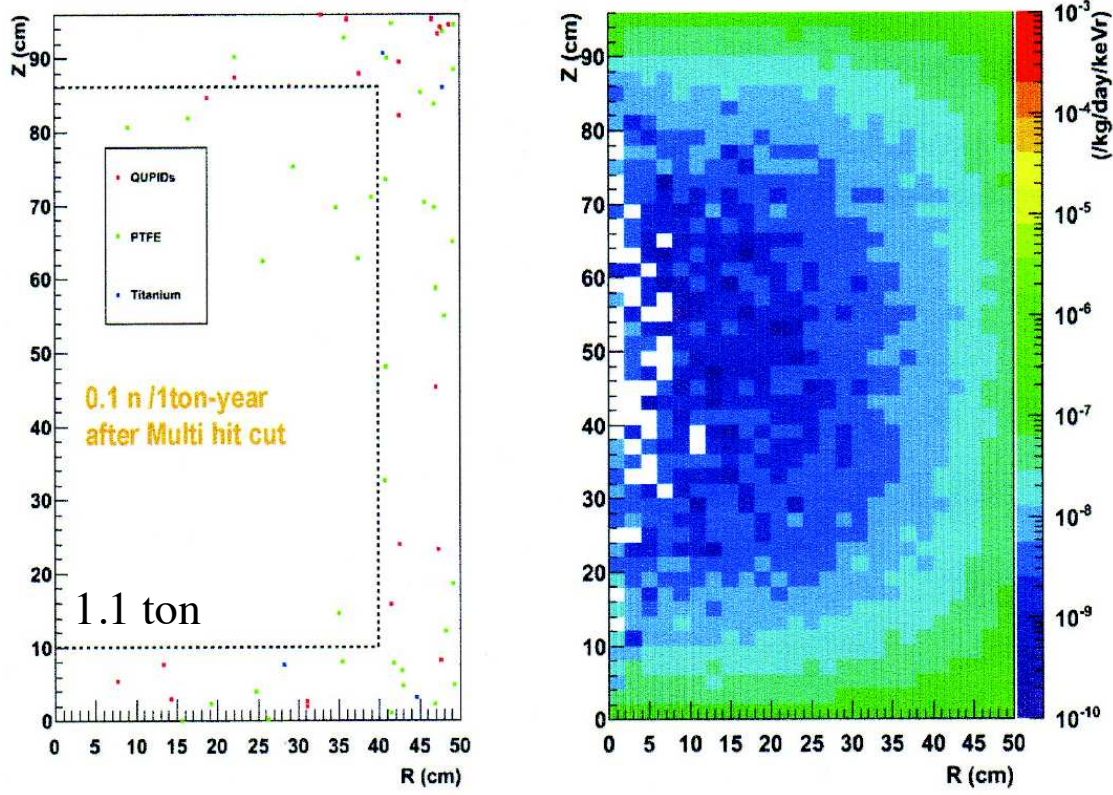 Z (cm)
90
80
70
60
50
40
30
20
10
0
QUPIDs
PTFE
Titanium
0.1 n /1ton-year
after Multi hit cut
1.1 ton
0 5 10 15 20 25 30 35 40 45 50
R (cm)
Z (cm)
90
80
70
60
50
40
30
20
10
0
0 5 10 15 20 25 30 35 40 45 50
R (cm)
10-3
10-4
10-5
10-6
10-7
10-8
10-9
10-10
(/kg/day/keVr)